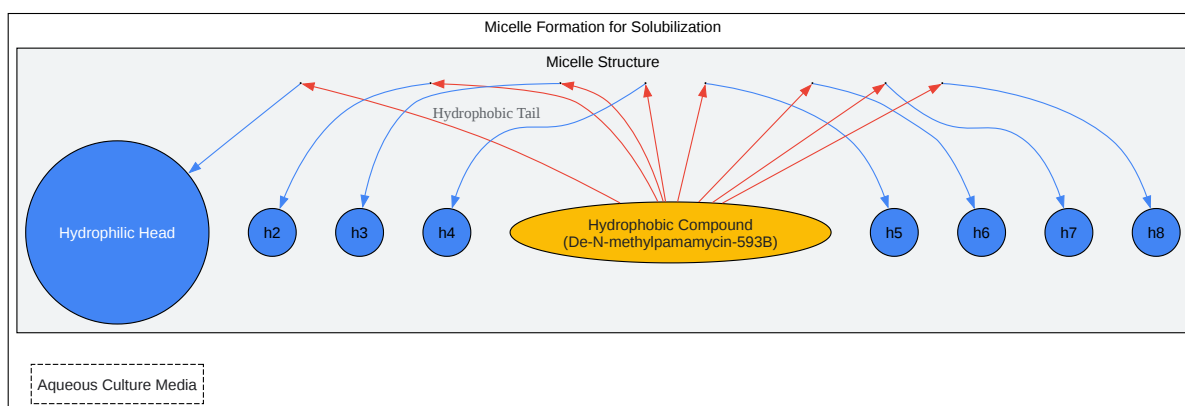 Micelle Formation for Solubilization
Micelle Structure
Hydrophobic Tail
Hydrophilic Head
h2
h3
h4
Hydrophobic Compound
(De-N-methylpamamycin-593B)
h5
h6
h7
h8
Aqueous Culture Media